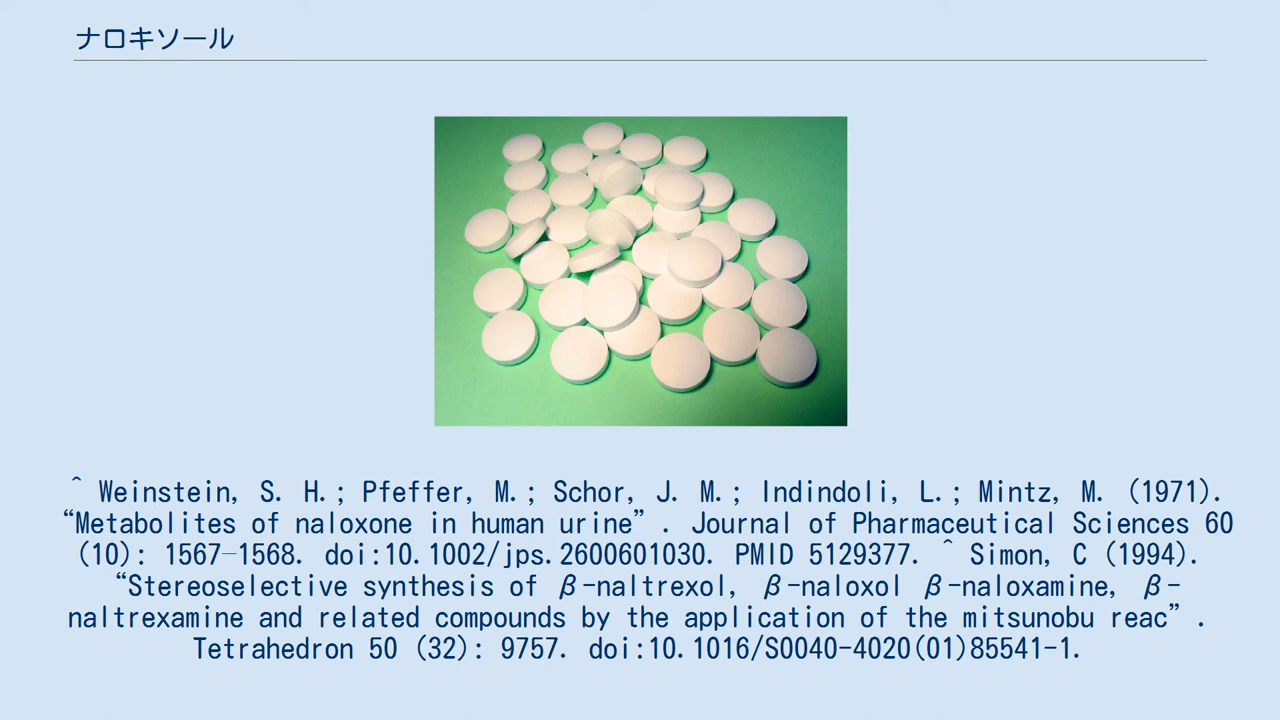 ナロキソール
^ Weinstein, S. H.; Pfeffer, M.; Schor, J. M.; Indindoli, L.; Mintz, M. (1971).
“Metabolites of naloxone in human urine” . Journal of Pharmaceutical Sciences 60
(10): 1567–1568. doi:10.1002/jps.2600601030. PMID 5129377. ^ Simon, C (1994).
“Stereoselective synthesis of β-naltrexol, β-naloxol β-naloxamine, β-
naltrexamine and related compounds by the application of the mitsunobu reac” .
Tetrahedron 50 (32): 9757. doi:10.1016/S0040-4020(01)85541-1.